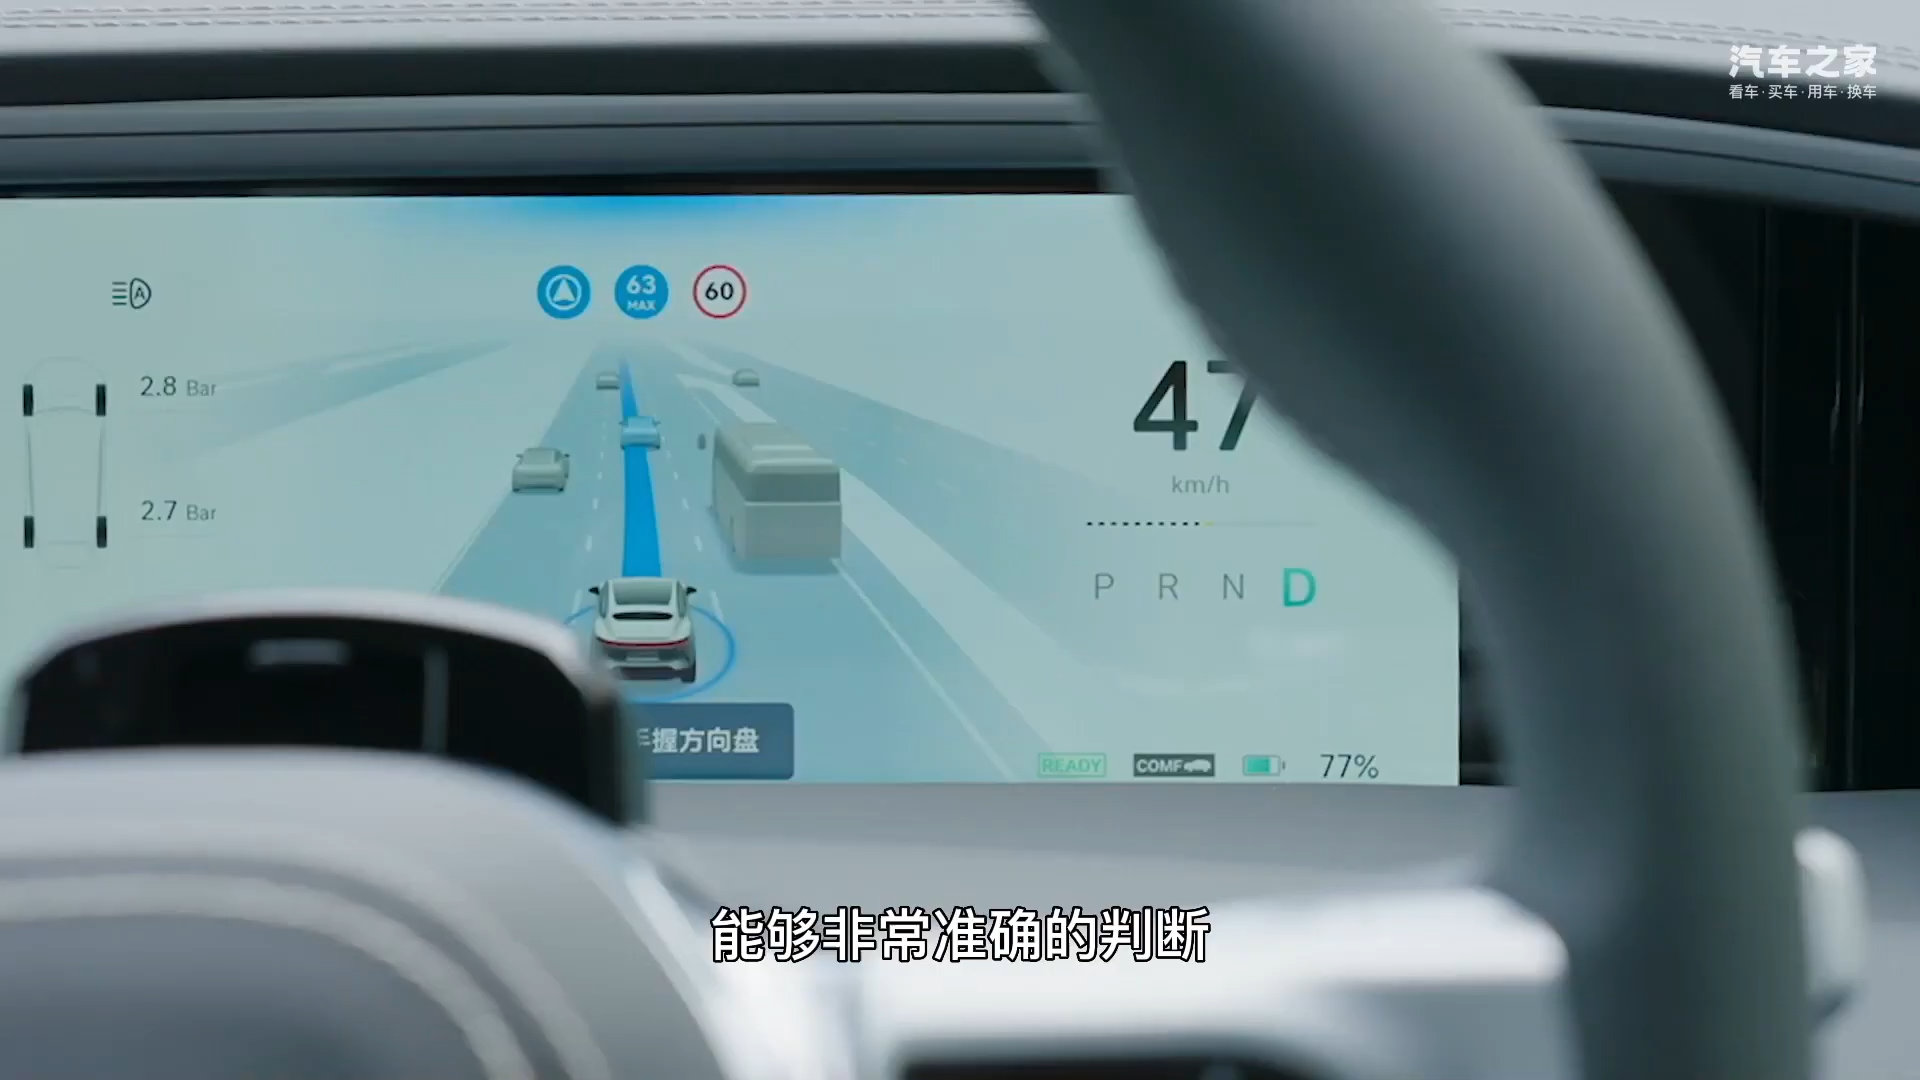 汽车之家
看车·买车·用车·换车
63
MAX
60
2.8 Bar
47
km/h
2.7 Bar
P R N D
握方向盘
READY
COMF
77%
能够非常准确的判断